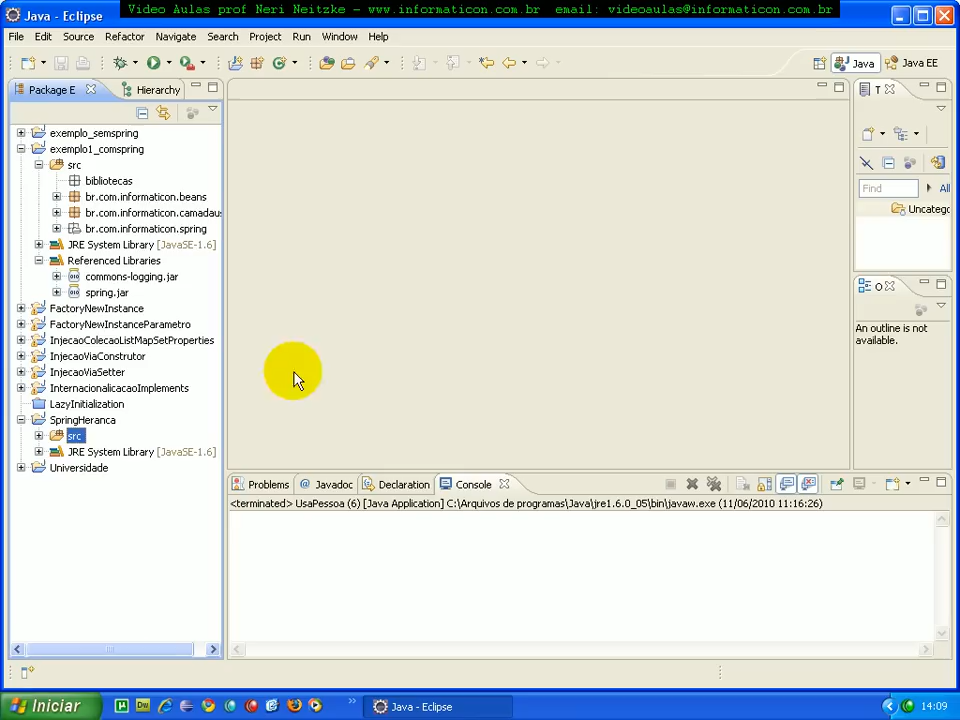 Video Aulas prof Neri Neitzke – www.informaticon.com.br email: videoaulas@informaticon.com.br
Java - Eclipse
File Edit Source Refactor Navigate Search Project Run Window Help
Java Java EE
Package E Hierarchy T
exemplo_semspring
exemplo1_comspring
src
bibliotecas
br.com.informaticon.beans
br.com.informaticon.camadau
br.com.informaticon.spring
JRE System Library [JavaSE-1.6]
Referenced Libraries
commons-logging.jar
spring.jar
FactoryNewInstance
FactoryNewInstanceParametro
InjecaoColecaoListMapSetProperties
InjecaoViaConstrutor
InjecaoViaSetter
InternacionalicacaoImplements
LazyInitialization
SpringHeranca
src
JRE System Library [JavaSE-1.6]
Universidade
Find All
Uncatego
O
An outline is not
available.
Problems @ Javadoc Declaration Console
<terminated> UsaPessoa (6) [Java Application] C:\Arquivos de programas\Java\jre1.6.0_05\bin\javaw.exe (11/06/2010 11:16:26)
Iniciar Java - Eclipse 14:09